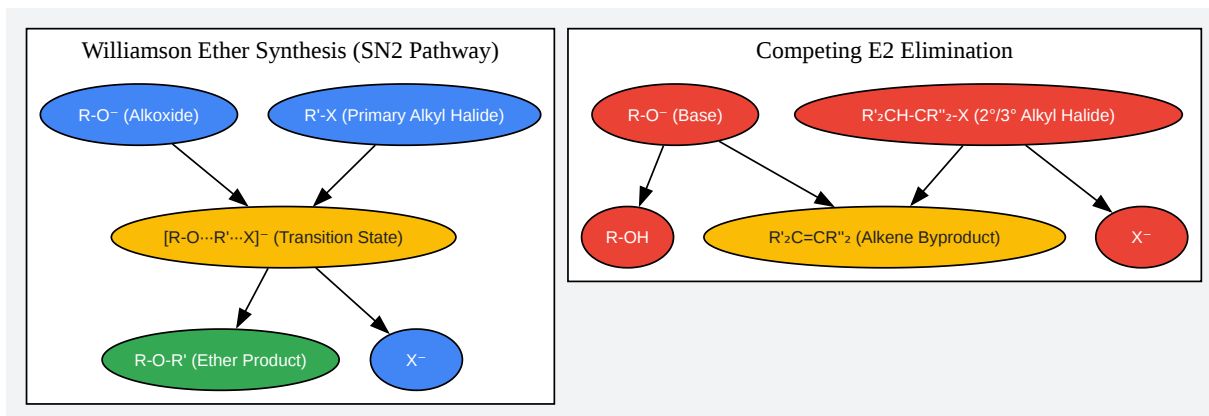 Williamson Ether Synthesis (SN2 Pathway)
R-O⁻ (Alkoxide)
R'-X (Primary Alkyl Halide)
[R-O···R'···X]⁻ (Transition State)
R-O-R' (Ether Product)
X⁻
Competing E2 Elimination
R-O⁻ (Base)
R'₂CH-CR''₂-X (2°/3° Alkyl Halide)
R-OH
R'₂C=CR''₂ (Alkene Byproduct)
X⁻